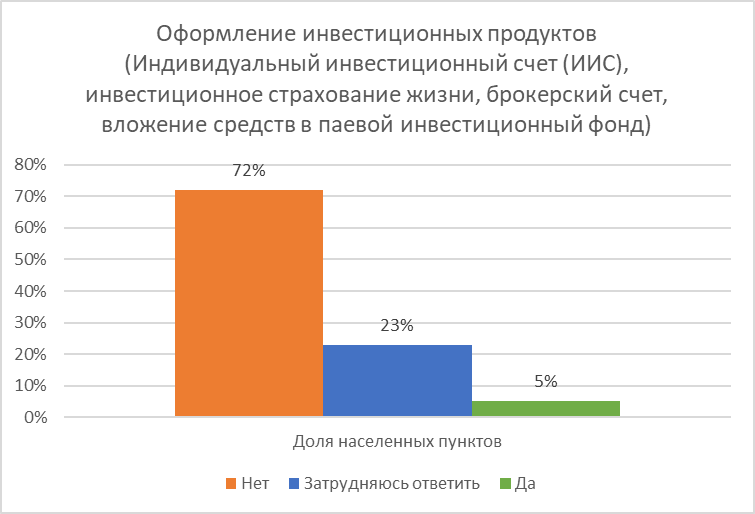 Оформление инвестиционных продуктов
(Индивидуальный инвестиционный счет (ИИС),
инвестиционное страхование жизни, брокерский счет,
вложение средств в паевой инвестиционный фонд)
80%
70%
60%
50%
40%
30%
20%
10%
0%
72%
23%
5%
Доля населенных пунктов
Нет
Затрудняюсь ответить
Да